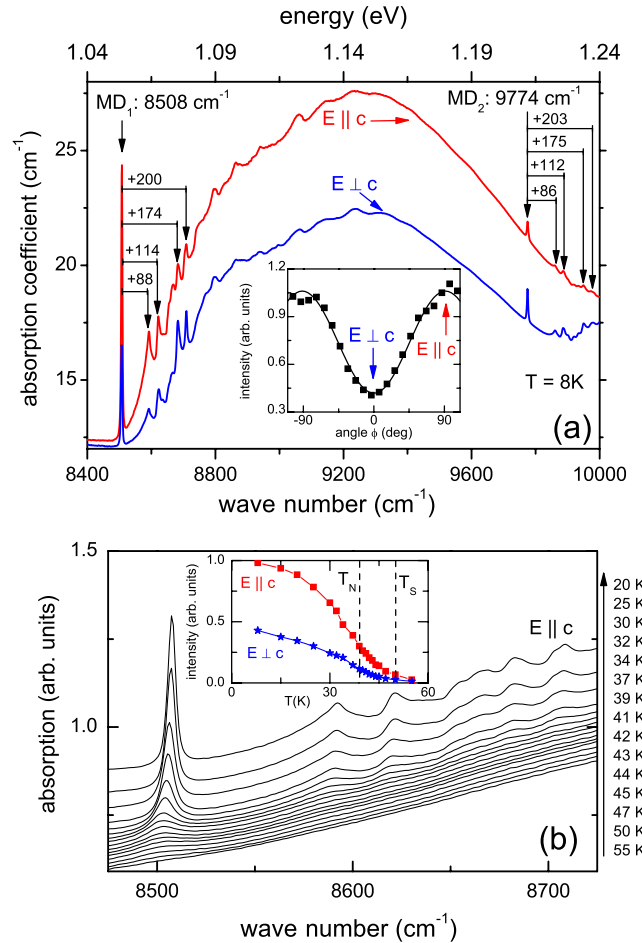 energy (eV)
1.04 1.09 1.14 1.19 1.24
MD1: 8508 cm-1
MD2: 9774 cm-1
+203
+175
+112
+86
E || c
+200
+174
+114
+88
E ⊥ c
absorption coefficient (cm-1)
25
20
15
intensity (arb. units)
1.2
0.9
0.6
0.3
E ⊥ c
E || c
-90 0 90
angle ϕ (deg)
T = 8K
(a)
8400 8800 9200 9600 10000
wave number (cm-1)
absorption (arb. units)
1.5
1.0
intensity (arb. units)
1.0
0.5
0.0
E || c
E ⊥ c
TN
TS
0 30 60
T(K)
E || c
20 K
25 K
30 K
32 K
34 K
37 K
39 K
41 K
42 K
43 K
44 K
45 K
47 K
50 K
55 K
(b)
8500 8600 8700
wave number (cm-1)